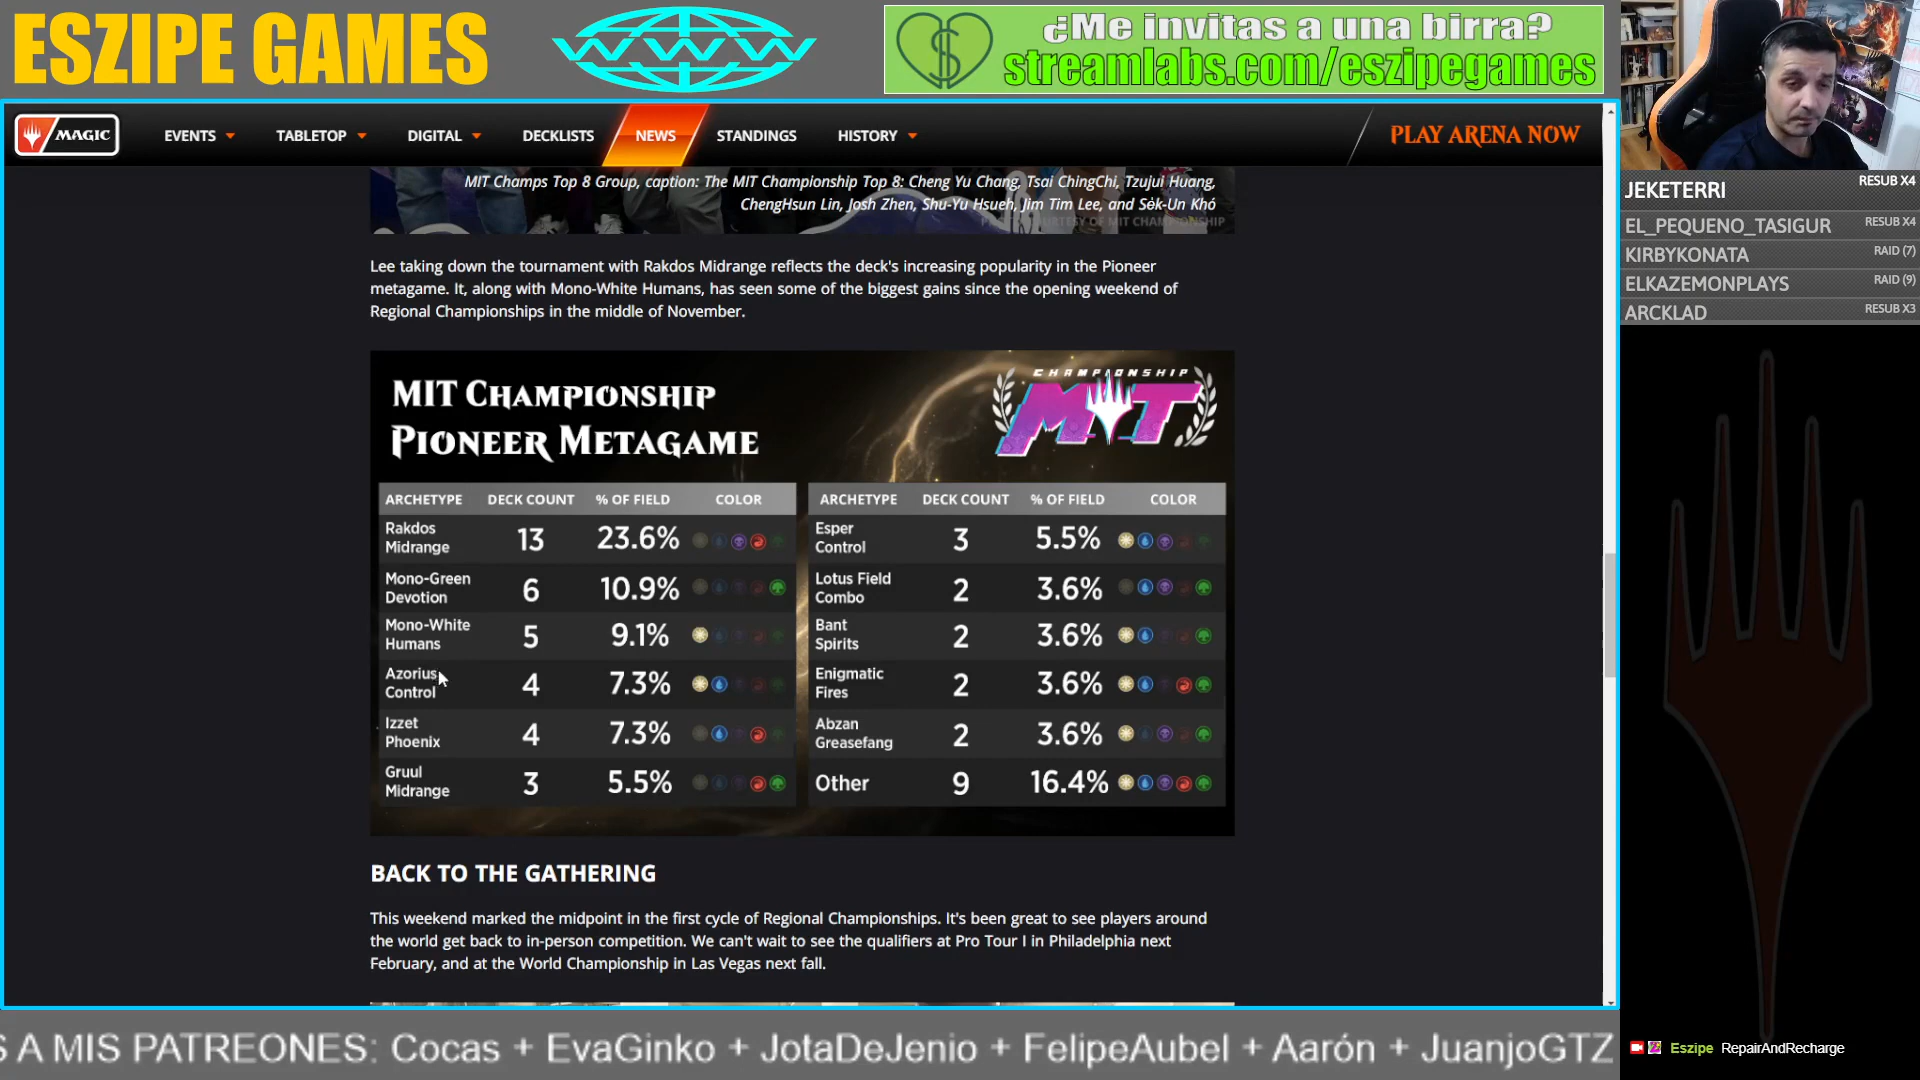 ESZIPE GAMES
WWW
¿Me invitas a una birra?
streamlabs.com/eszipegames
MAGIC
EVENTS
TABLETOP
DIGITAL
DECKLISTS
NEWS
STANDINGS
HISTORY
PLAY ARENA NOW
MIT Champs Top 8 Group, caption: The MIT Championship Top 8: Cheng Yu Chang, Tsai ChingChi, Tzujui Huang,
ChengHsun Lin, Josh Zhen, Shu-Yu Hsueh, Jim Tim Lee, and Sėk-Un Khó
COURTESY OF MIT CHAMPIONSHIP
Lee taking down the tournament with Rakdos Midrange reflects the deck's increasing popularity in the Pioneer
metagame. It, along with Mono-White Humans, has seen some of the biggest gains since the opening weekend of
Regional Championships in the middle of November.
MIT Championship
Pioneer Metagame
CHAMPIONSHIP
MIT
ARCHETYPE DECK COUNT % OF FIELD COLOR
Rakdos Midrange 13 23.6%
Mono-Green Devotion 6 10.9%
Mono-White Humans 5 9.1%
Azorius Control 4 7.3%
Izzet Phoenix 4 7.3%
Gruul Midrange 3 5.5%
ARCHETYPE DECK COUNT % OF FIELD COLOR
Esper Control 3 5.5%
Lotus Field Combo 2 3.6%
Bant Spirits 2 3.6%
Enigmatic Fires 2 3.6%
Abzan Greasefang 2 3.6%
Other 9 16.4%
BACK TO THE GATHERING
This weekend marked the midpoint in the first cycle of Regional Championships. It's been great to see players around
the world get back to in-person competition. We can't wait to see the qualifiers at Pro Tour I in Philadelphia next
February, and at the World Championship in Las Vegas next fall.
JEKETERRI RESUB X4
EL_PEQUENO_TASIGUR RESUB X4
KIRBYKONATA RAID (7)
ELKAZEMONPLAYS RAID (9)
ARCKLAD RESUB X3
S A MIS PATREONES: Cocas + EvaGinko + JotaDeJenio + FelipeAubel + Aarón + JuanjoGTZ
Eszipe RepairAndRecharge